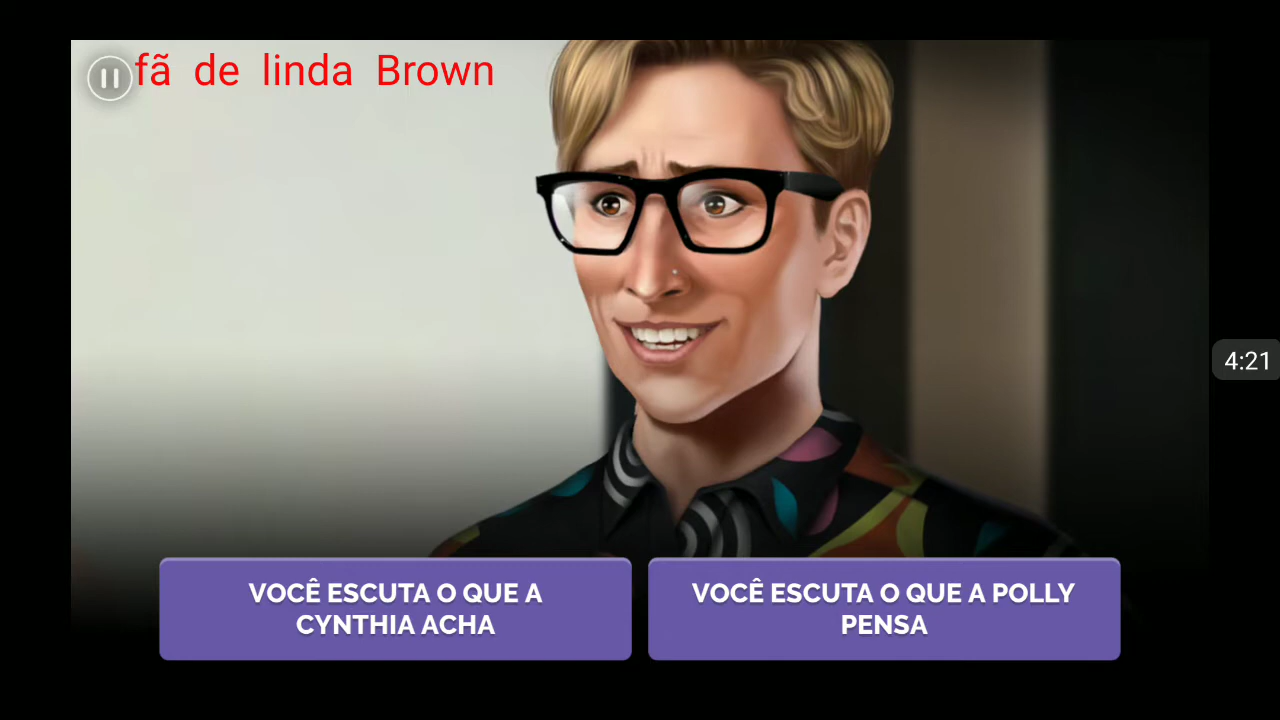 fã de linda Brown
4:21
VOCÊ ESCUTA O QUE A
CYNTHIA ACHA
VOCÊ ESCUTA O QUE A POLLY
PENSA